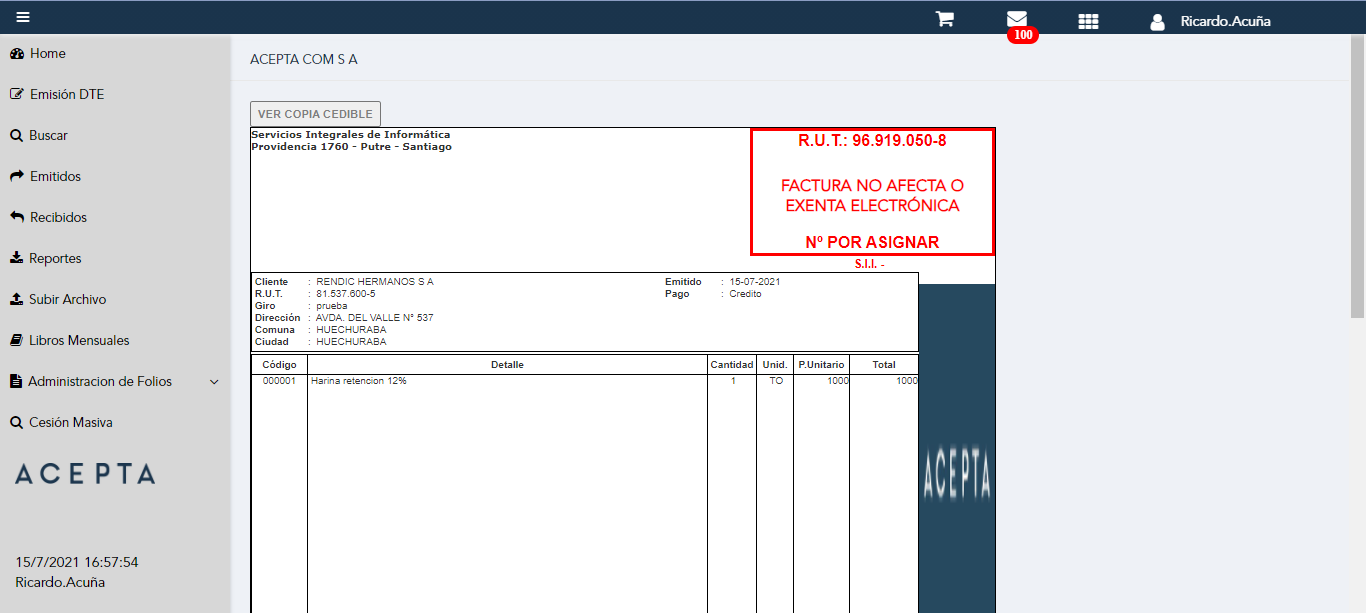 Ricardo.Acuña
100
Home
Emisión DTE
Buscar
Emitidos
Recibidos
Reportes
Subir Archivo
Libros Mensuales
Administracion de Folios
Cesión Masiva
ACEPTA
15/7/2021 16:57:54
Ricardo.Acuña
ACEPTA COM S A
VER COPIA CEDIBLE
Servicios Integrales de Informática
Providencia 1760 - Putre - Santiago
R.U.T.: 96.919.050-8
FACTURA NO AFECTA O
EXENTA ELECTRÓNICA
Nº POR ASIGNAR
S.I.I. -
Cliente : RENDIC HERMANOS S A Emitido : 15-07-2021
R.U.T. : 81.537.600-5 Pago : Credito
Giro : prueba
Dirección : AVDA. DEL VALLE N° 537
Comuna : HUECHURABA
Ciudad : HUECHURABA
Código Detalle Cantidad Unid. P.Unitario Total
000001 Harina retencion 12% 1 TO 1000 1000
ACEPTA